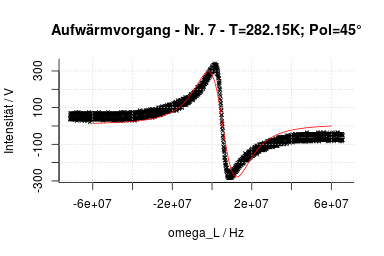 Aufwärmvorgang - Nr. 7 - T=282.15K; Pol=45°
Intensität / V
300
100
-100
-300
-6e+07
-2e+07
2e+07
6e+07
omega_L / Hz